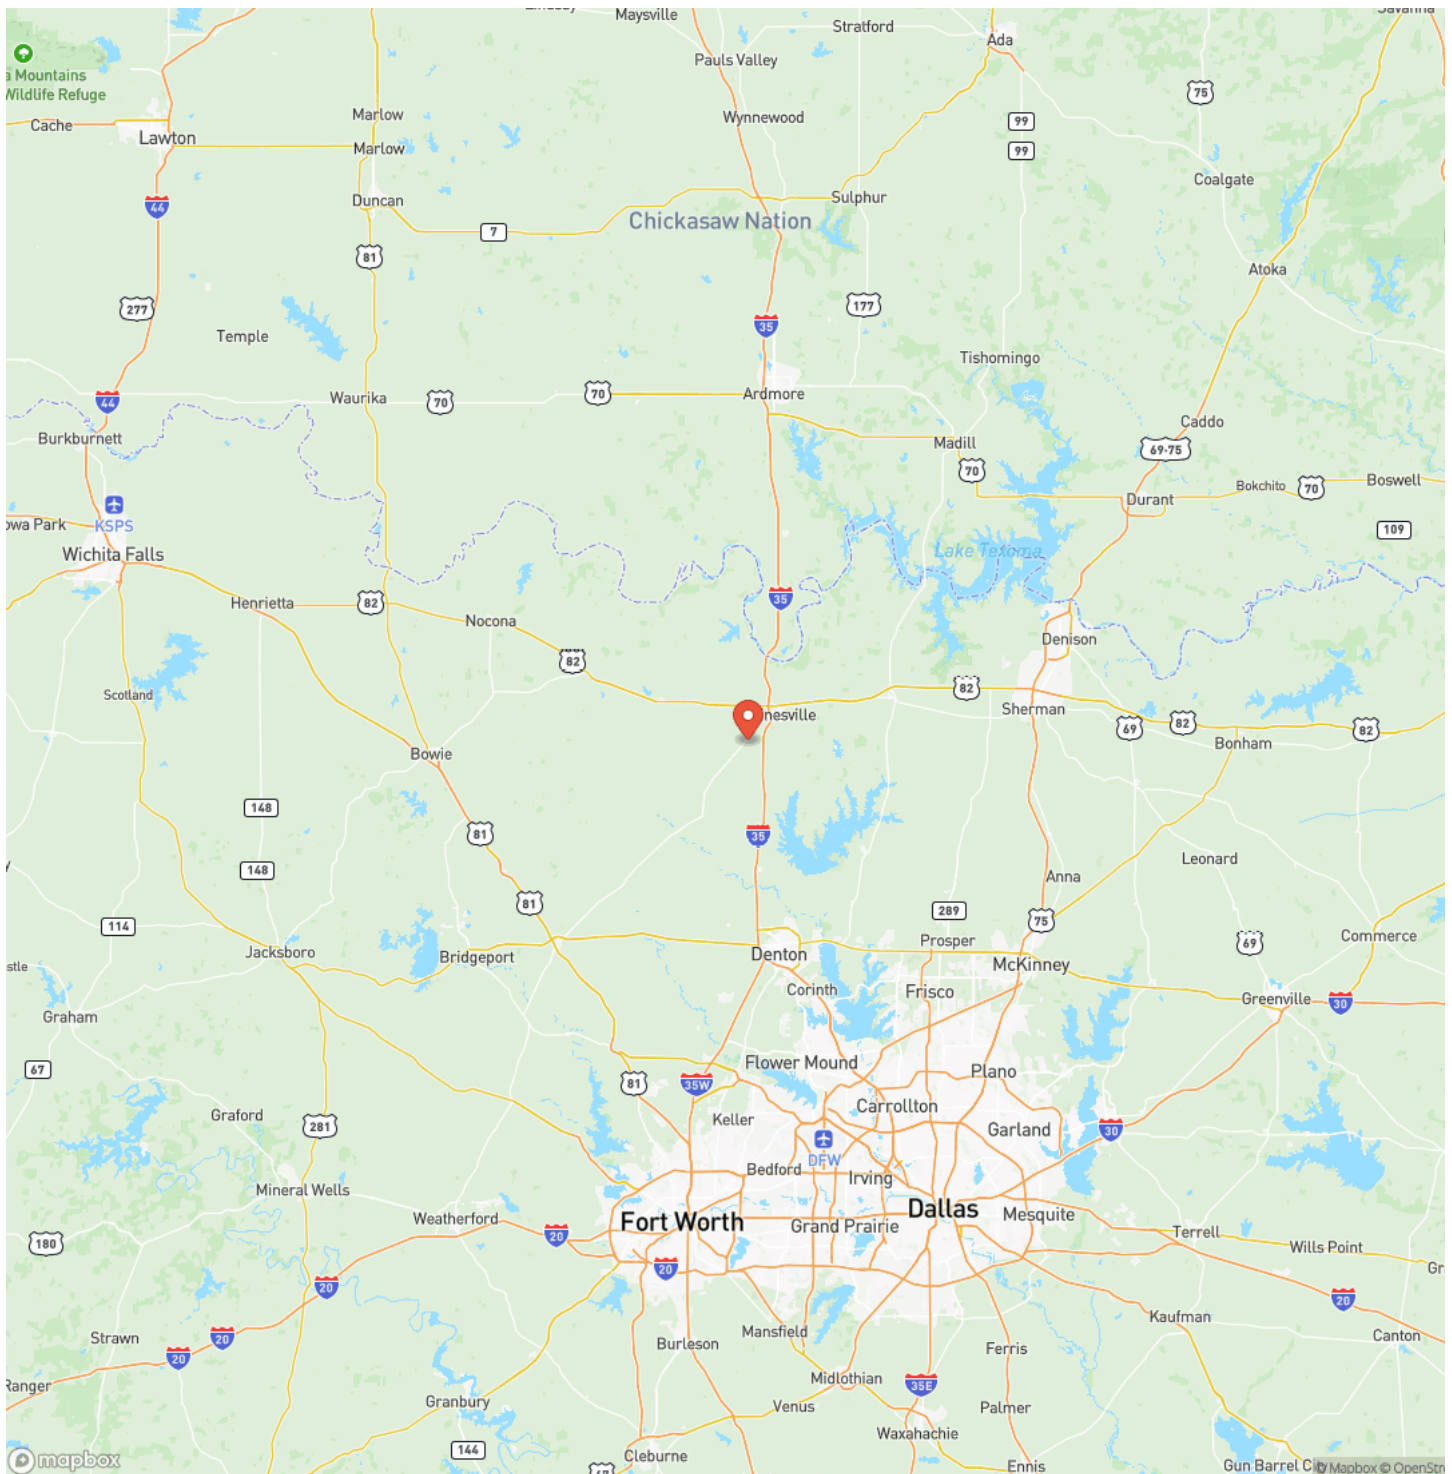 Maysville
Stratford
Ada
Pauls Valley
a Mountains
Wildlife Refuge
75
Marlow
Wynnewood
99
Cache
Lawton
Marlow
99
Coalgate
Duncan
Sulphur
44
Chickasaw Nation
7
81
Atoka
277
177
Temple
35
Tishomingo
Waurika
70
70
Ardmore
44
Caddo
Burkburnett
Madill
69-75
70
Bokchito
70
Boswell
Durant
KSPS
owa Park
109
Wichita Falls
Lake Texoma
Henrietta
82
35
Nocona
Denison
82
Scotland
82
Sherman
nesville
69
82
82
Bonham
Bowie
148
81
35
Leonard
148
Anna
81
289
75
114
Prosper
69
Commerce
Jacksboro
Bridgeport
Denton
McKinney
stle
Corinth
Frisco
Greenville
30
Graham
67
Flower Mound
Plano
81
35W
Graford
281
Keller
Carrollton
Garland
30
DFW
Bedford
Irving
Mineral Wells
Weatherford
Fort Worth
Grand Prairie
Dallas
Mesquite
Terrell
180
20
Wills Point
20
Gr
20
20
Kaufman
Strawn
20
Burleson
Mansfield
Ferris
Canton
20
Ranger
Midlothian
35E
Granbury
Venus
Palmer
Waxahachie
144
Cleburne
Ennis
mapbox
© Mapbox © OpenStr